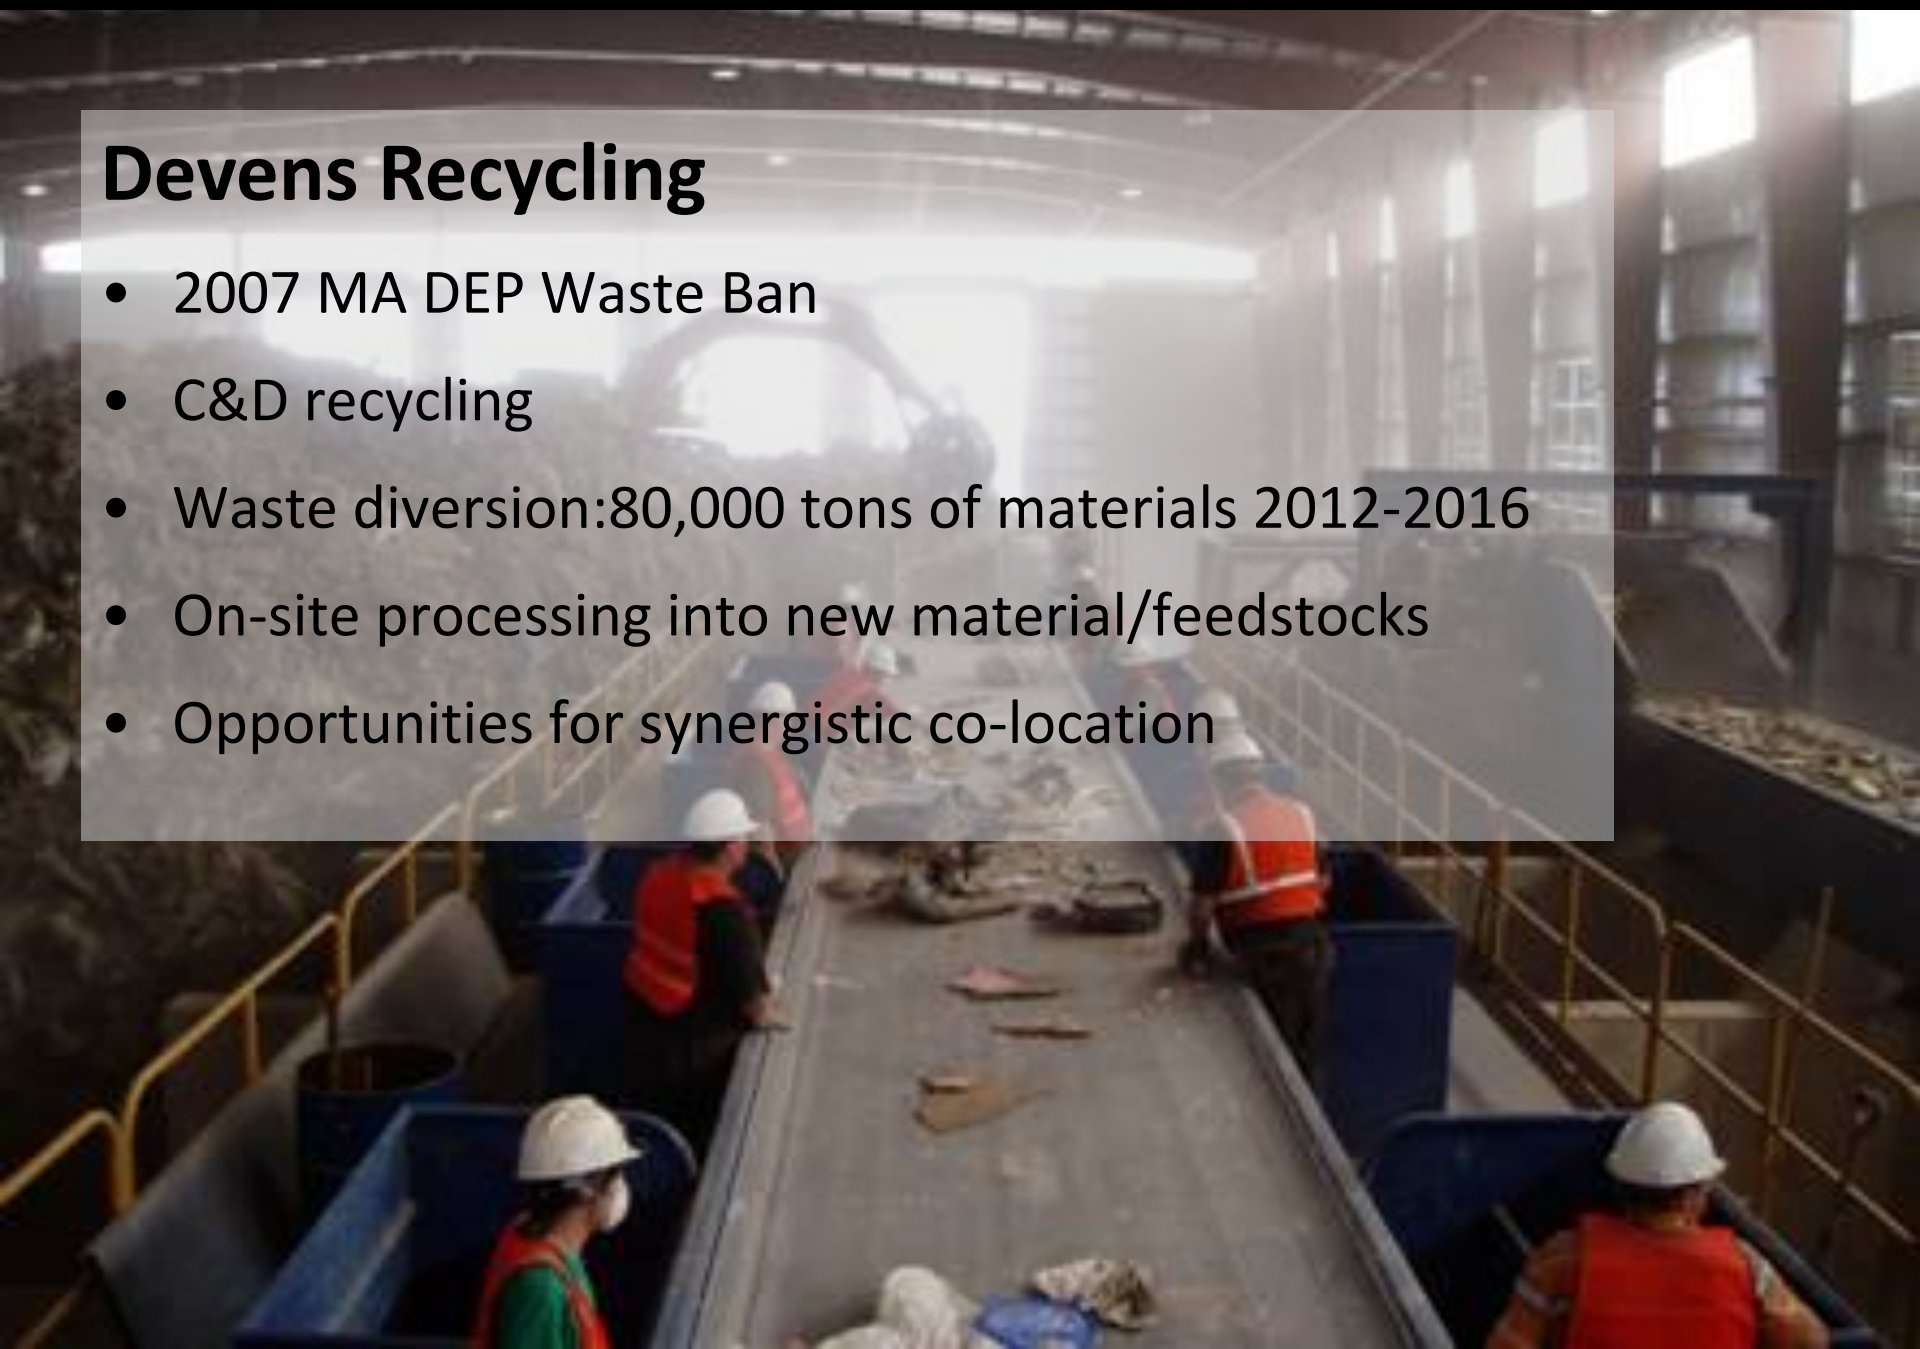 Devens Recycling
• 2007 MA DEP Waste Ban
• C&D recycling
• Waste diversion:80,000 tons of materials 2012-2016
• On-site processing into new material/feedstocks
• Opportunities for synergistic co-location